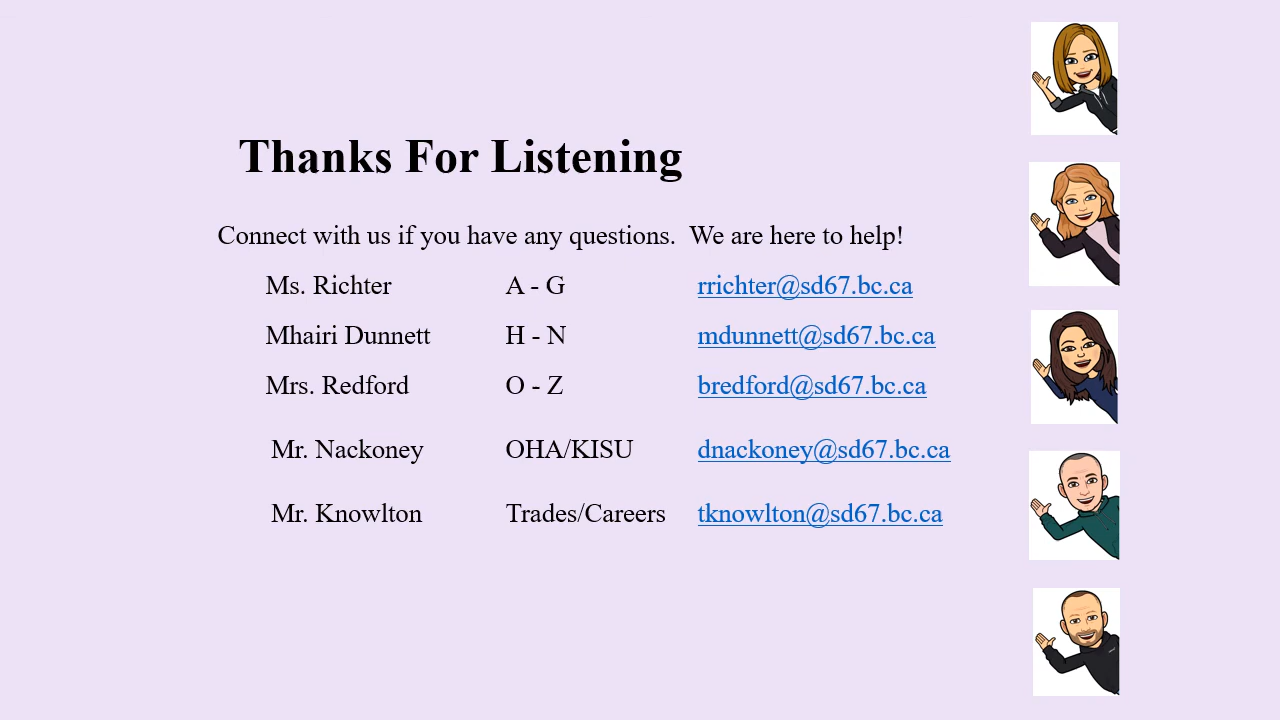 Thanks For Listening
Connect with us if you have any questions.  We are here to help!
Ms. Richter A - G rrichter@sd67.bc.ca
Mhairi Dunnett H - N mdunnett@sd67.bc.ca
Mrs. Redford O - Z bredford@sd67.bc.ca
Mr. Nackoney OHA/KISU dnackoney@sd67.bc.ca
Mr. Knowlton Trades/Careers tknowlton@sd67.bc.ca